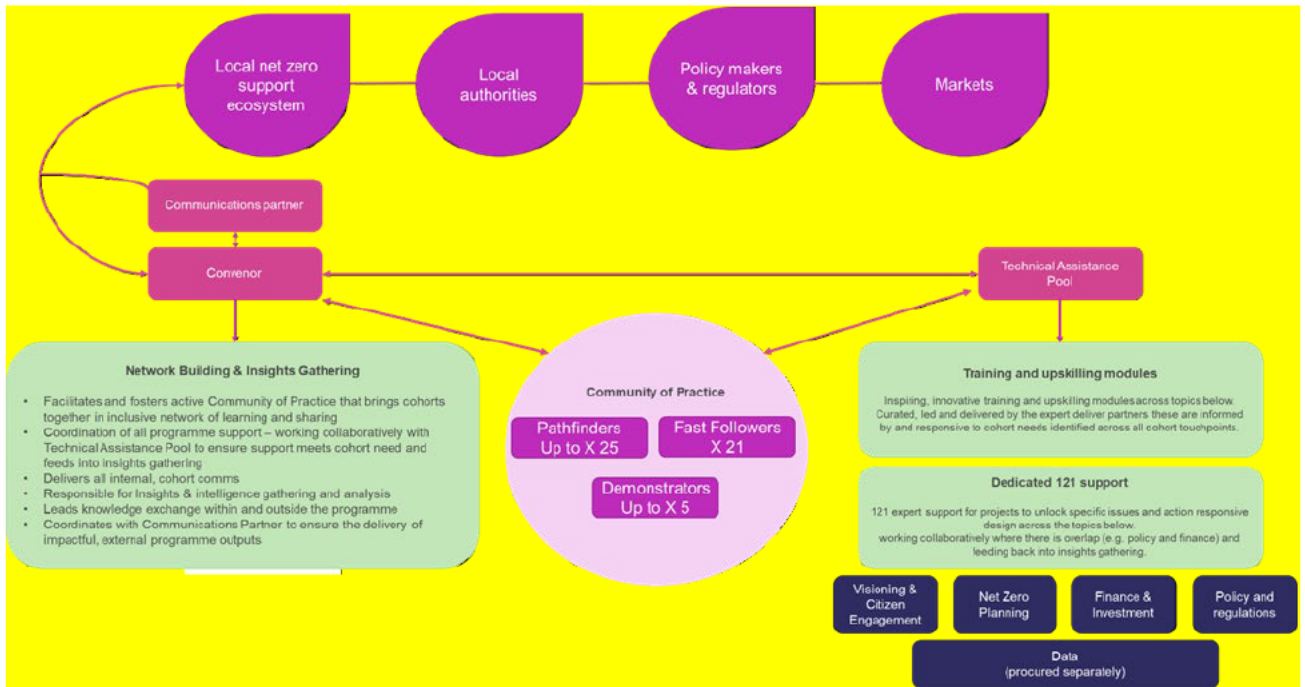 Local net zero
support
ecosystem
Local
authorities
Policy makers
& regulators
Markets
Communications partner
Convenor
Technical Assistance
Pool
Network Building & Insights Gathering
• Facilitates and fosters active Community of Practice that brings cohorts
together in inclusive network of learning and sharing
• Coordination of all programme support – working collaboratively with
Technical Assistance Pool to ensure support meets cohort need and
feeds into insights gathering
• Delivers all internal, cohort comms
• Responsible for Insights & intelligence gathering and analysis
• Leads knowledge exchange within and outside the programme
• Coordinates with Communications Partner to ensure the delivery of
impactful, external programme outputs
Community of Practice
Pathfinders
Up to X 25
Fast Followers
X 21
Demonstrators
Up to X 5
Training and upskilling modules
Inspiring, innovative training and upskilling modules across topics below.
Curated, led and delivered by the expert deliver partners these are informed
by and responsive to cohort needs identified across all cohort touchpoints.
Dedicated 121 support
121 expert support for projects to unlock specific issues and action responsive
design across the topics below.
working collaboratively where there is overlap (e.g. policy and finance) and
feeding back into insights gathering.
Visioning &
Citizen
Engagement
Net Zero
Planning
Finance &
Investment
Policy and
regulations
Data
(procured separately)